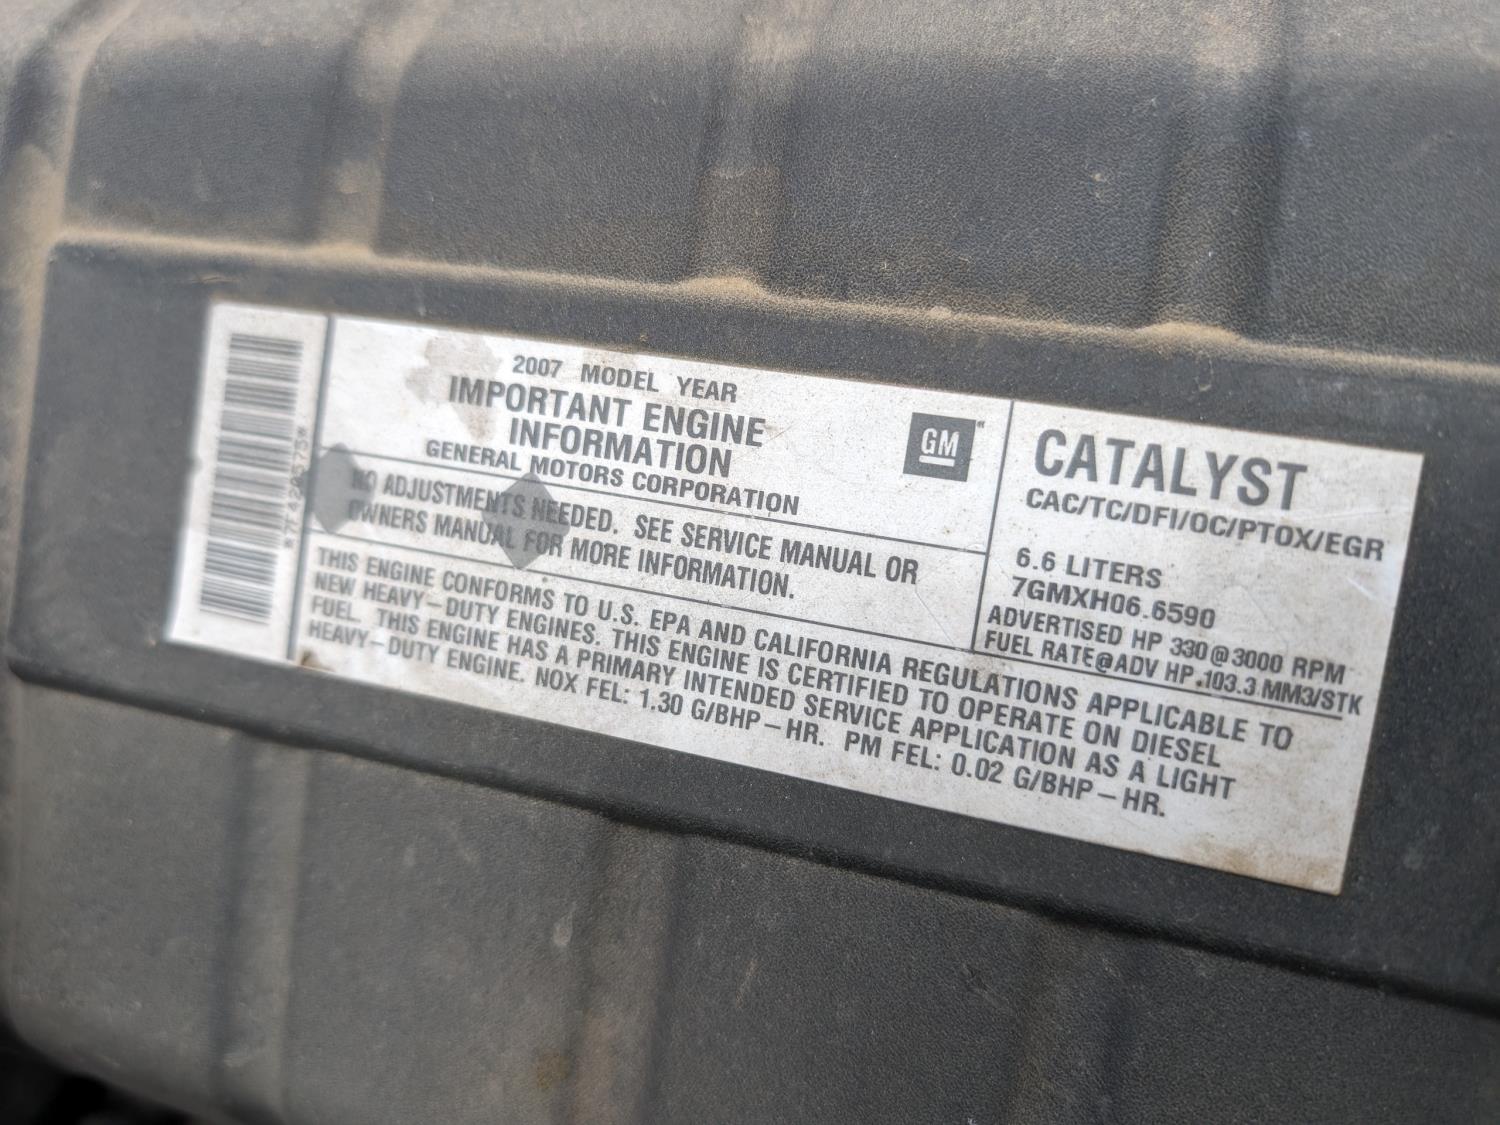 2007 MODEL YEAR
IMPORTANT ENGINE
INFORMATION
GENERAL MOTORS CORPORATION
GM
NO ADJUSTMENTS NEEDED. SEE SERVICE MANUAL OR
OWNERS MANUAL FOR MORE INFORMATION.
CATALYST
CAC/TC/DFI/OC/PTOX/EGR
6.6 LITERS
7GMXH06.6590
ADVERTISED HP 330@3000 RPM
FUEL RATE@ADV HP 103.3 MM3/STK
THIS ENGINE CONFORMS TO U.S. EPA AND CALIFORNIA REGULATIONS APPLICABLE TO
NEW HEAVY-DUTY ENGINES. THIS ENGINE IS CERTIFIED TO OPERATE ON DIESEL
FUEL. THIS ENGINE HAS A PRIMARY INTENDED SERVICE APPLICATION AS A LIGHT
HEAVY-DUTY ENGINE. NOX FEL: 1.30 G/BHP-HR. PM FEL: 0.02 G/BHP-HR.